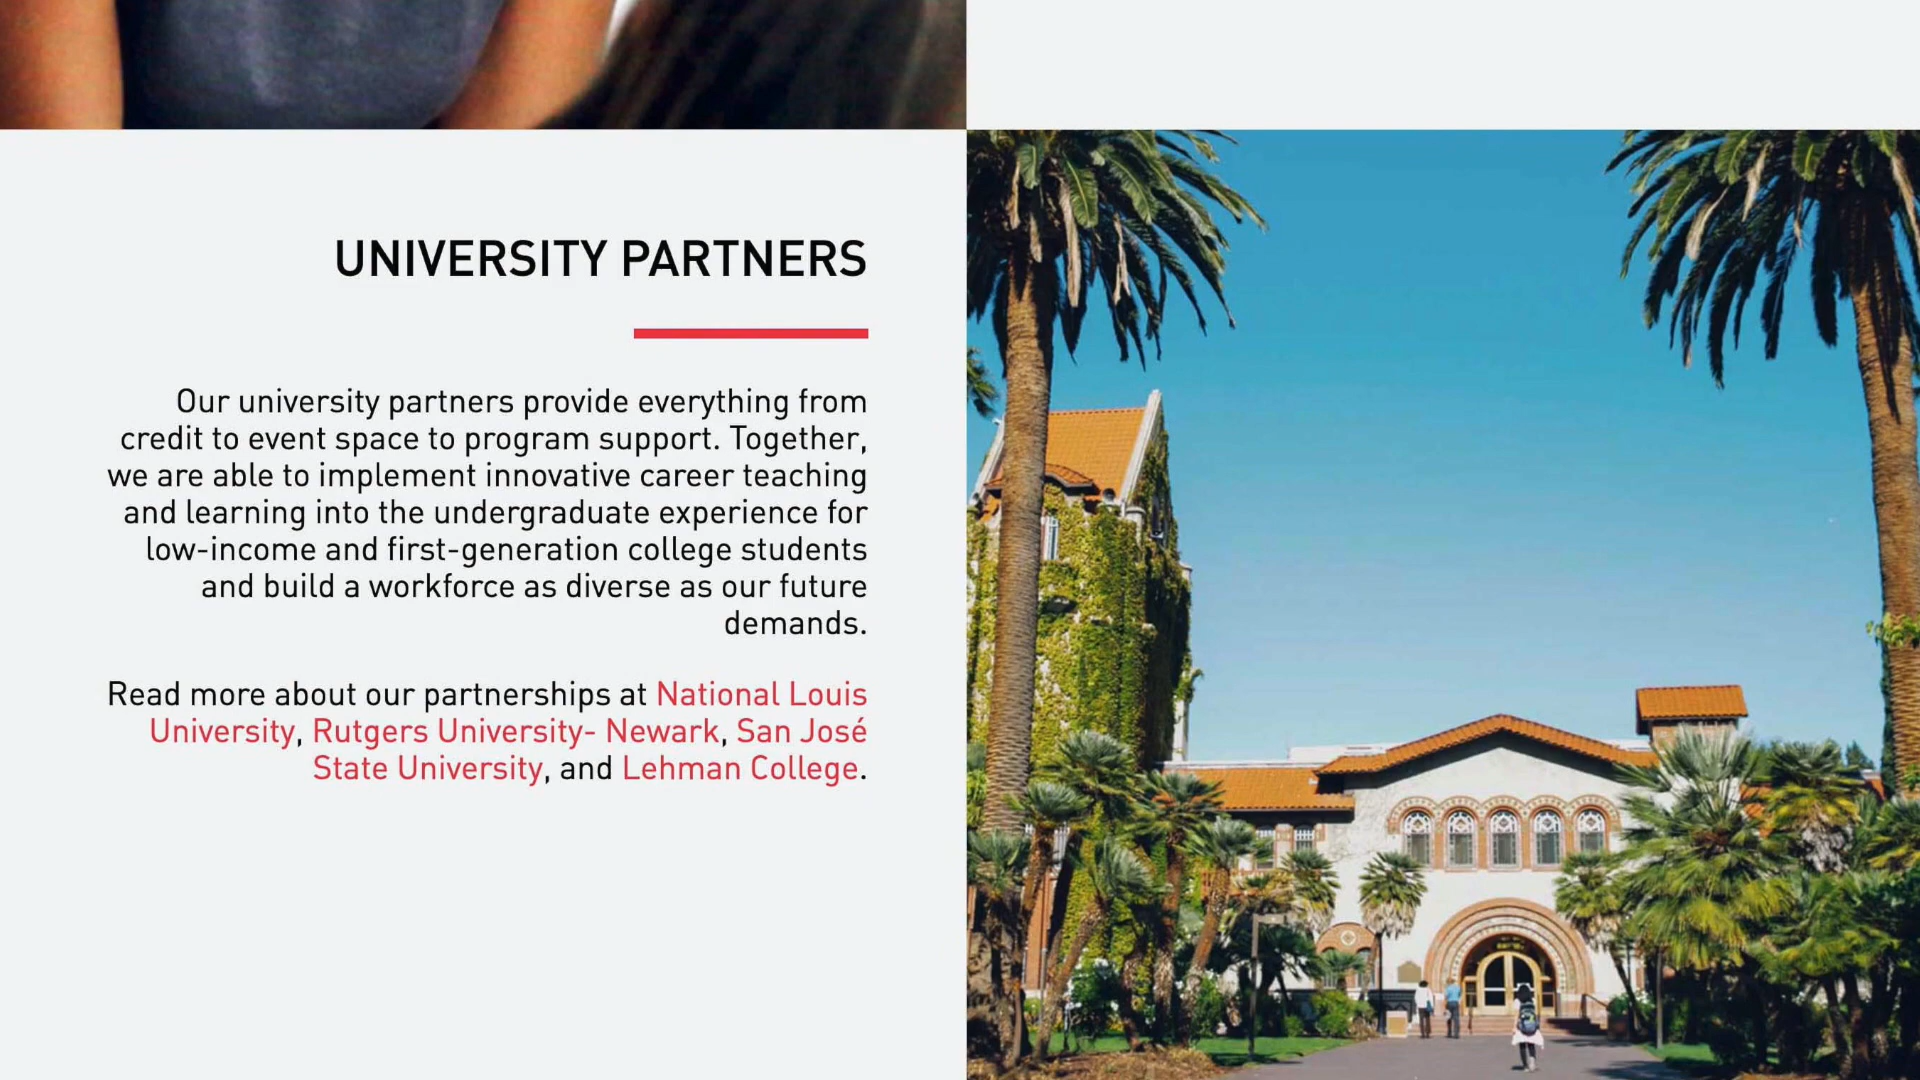 UNIVERSITY PARTNERS
Our university partners provide everything from
credit to event space to program support. Together,
we are able to implement innovative career teaching
and learning into the undergraduate experience for
low-income and first-generation college students
and build a workforce as diverse as our future
demands.
Read more about our partnerships at National Louis
University, Rutgers University- Newark, San José
State University, and Lehman College.